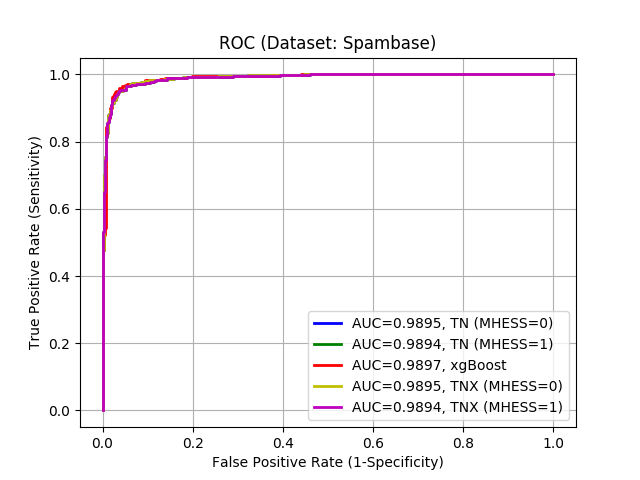 ROC (Dataset: Spambase)
True Positive Rate (Sensitivity)
1.0
0.8
0.6
0.4
0.2
0.0
AUC=0.9895, TN (MHESS=0)
AUC=0.9894, TN (MHESS=1)
AUC=0.9897, xgBoost
AUC=0.9895, TNX (MHESS=0)
AUC=0.9894, TNX (MHESS=1)
0.0 0.2 0.4 0.6 0.8 1.0
False Positive Rate (1-Specificity)